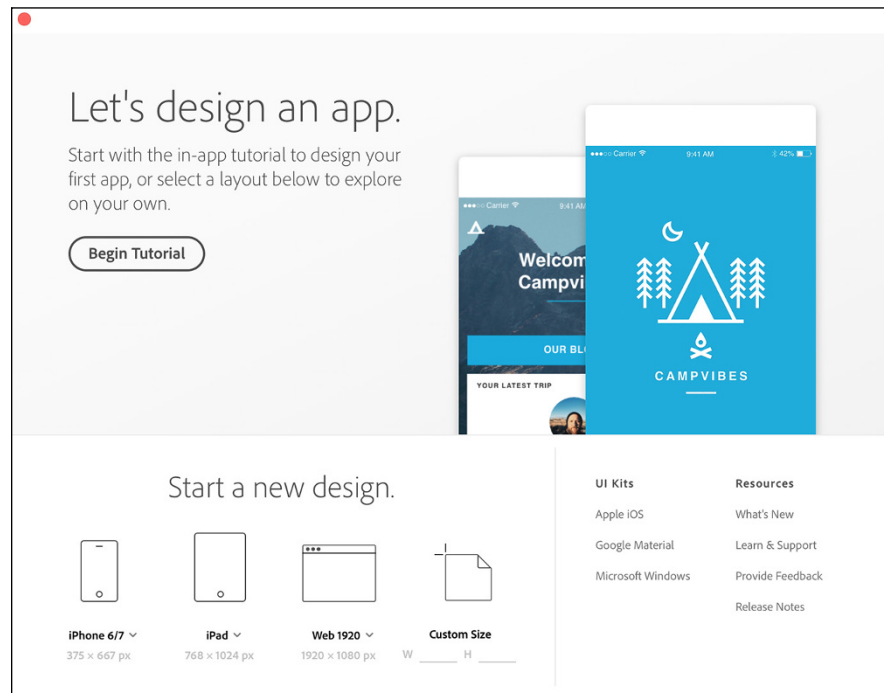 Let's design an app.
Start with the in-app tutorial to design your
first app, or select a layout below to explore
on your own.
Begin Tutorial
Carrier
9:41 AM
Welcom
Campvi
OUR BL
YOUR LATEST TRIP
Carrier
9:41 AM
42%
CAMPVIBES
Start a new design.
iPhone 6/7
375 × 667 px
iPad
768 × 1024 px
Web 1920
1920 × 1080 px
Custom Size
W H
UI Kits
Apple iOS
Google Material
Microsoft Windows
Resources
What's New
Learn & Support
Provide Feedback
Release Notes